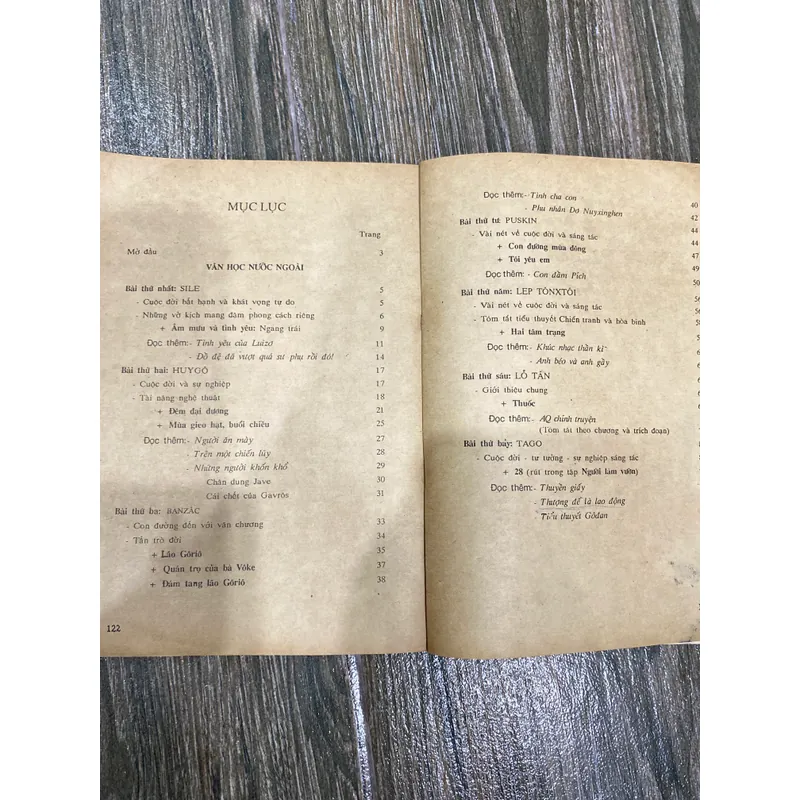 MỤC LỤC
Trang
Mở đầu 3
VĂN HỌC NƯỚC NGOÀI
Bài thứ nhất: SILE 5
- Cuộc đời bất hạnh và khát vọng tự do 5
- Những vở kịch mang đậm phong cách riêng 6
+ Âm mưu và tình yêu: Ngang trái 9
Đọc thêm:- Tình yêu của Luizơ 11
- Đồ đệ đã vượt quá sư phụ rồi đó! 14
Bài thứ hai: HUYGÔ 17
- Cuộc đời và sự nghiệp 17
- Tài năng nghệ thuật 18
+ Đêm đại dương 21
+ Mùa gieo hạt, buổi chiều 25
Đọc thêm:- Người ăn mày 27
- Trên một chiến lũy 28
- Những người khốn khổ 29
Chân dung Jave 30
Cái chết của Gavrôs 31
Bài thứ ba: BANZĂC
- Con đường đến với văn chương 33
- Tấn trò đời 34
+ Lão Gôriô 35
+ Quán trọ của bà Vôke 37
+ Đám tang lão Gôriô 38
122
Đọc thêm:- Tình cha con 40
- Phu nhân Dơ Nuyxinghen 42
Bài thứ tư: PUSKIN 44
- Vài nét về cuộc đời và sáng tác 44
+ Con đường mùa đông 47
+ Tôi yêu em 49
Đọc thêm:- Con đầm Pích 50
Bài thứ năm: LEP TÔNXTÔI
- Vài nét về cuộc đời và sáng tác
- Tóm tắt tiểu thuyết Chiến tranh và hòa bình
+ Hai tâm trạng
Đọc thêm:- Khúc nhạc thần kì
- Anh béo và anh gầy
Bài thứ sáu: LỖ TẤN
- Giới thiệu chung
+ Thuốc
Đọc thêm:- AQ chính truyện
(Tóm tắt theo chương và trích đoạn)
Bài thứ bảy: TAGO
- Cuộc đời - tư tưởng - sự nghiệp sáng tác
+ 28 (rút trong tập Người làm vườn)
Đọc thêm:- Thuyền giấy
- Thượng đế là lao động
Tiểu thuyết Gôđan